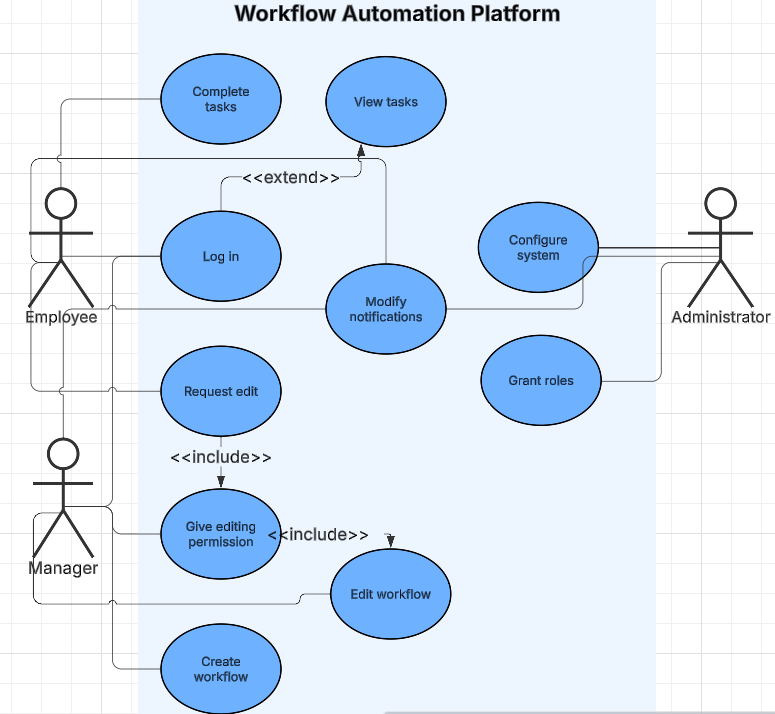 Workflow Automation Platform
Complete
tasks
View tasks
<<extend>>
Log in
Configure
system
Modify
notifications
Employee
Administrator
Request edit
Grant roles
<<include>>
Give editing
permission
<<include>>
Manager
Edit workflow
Create
workflow